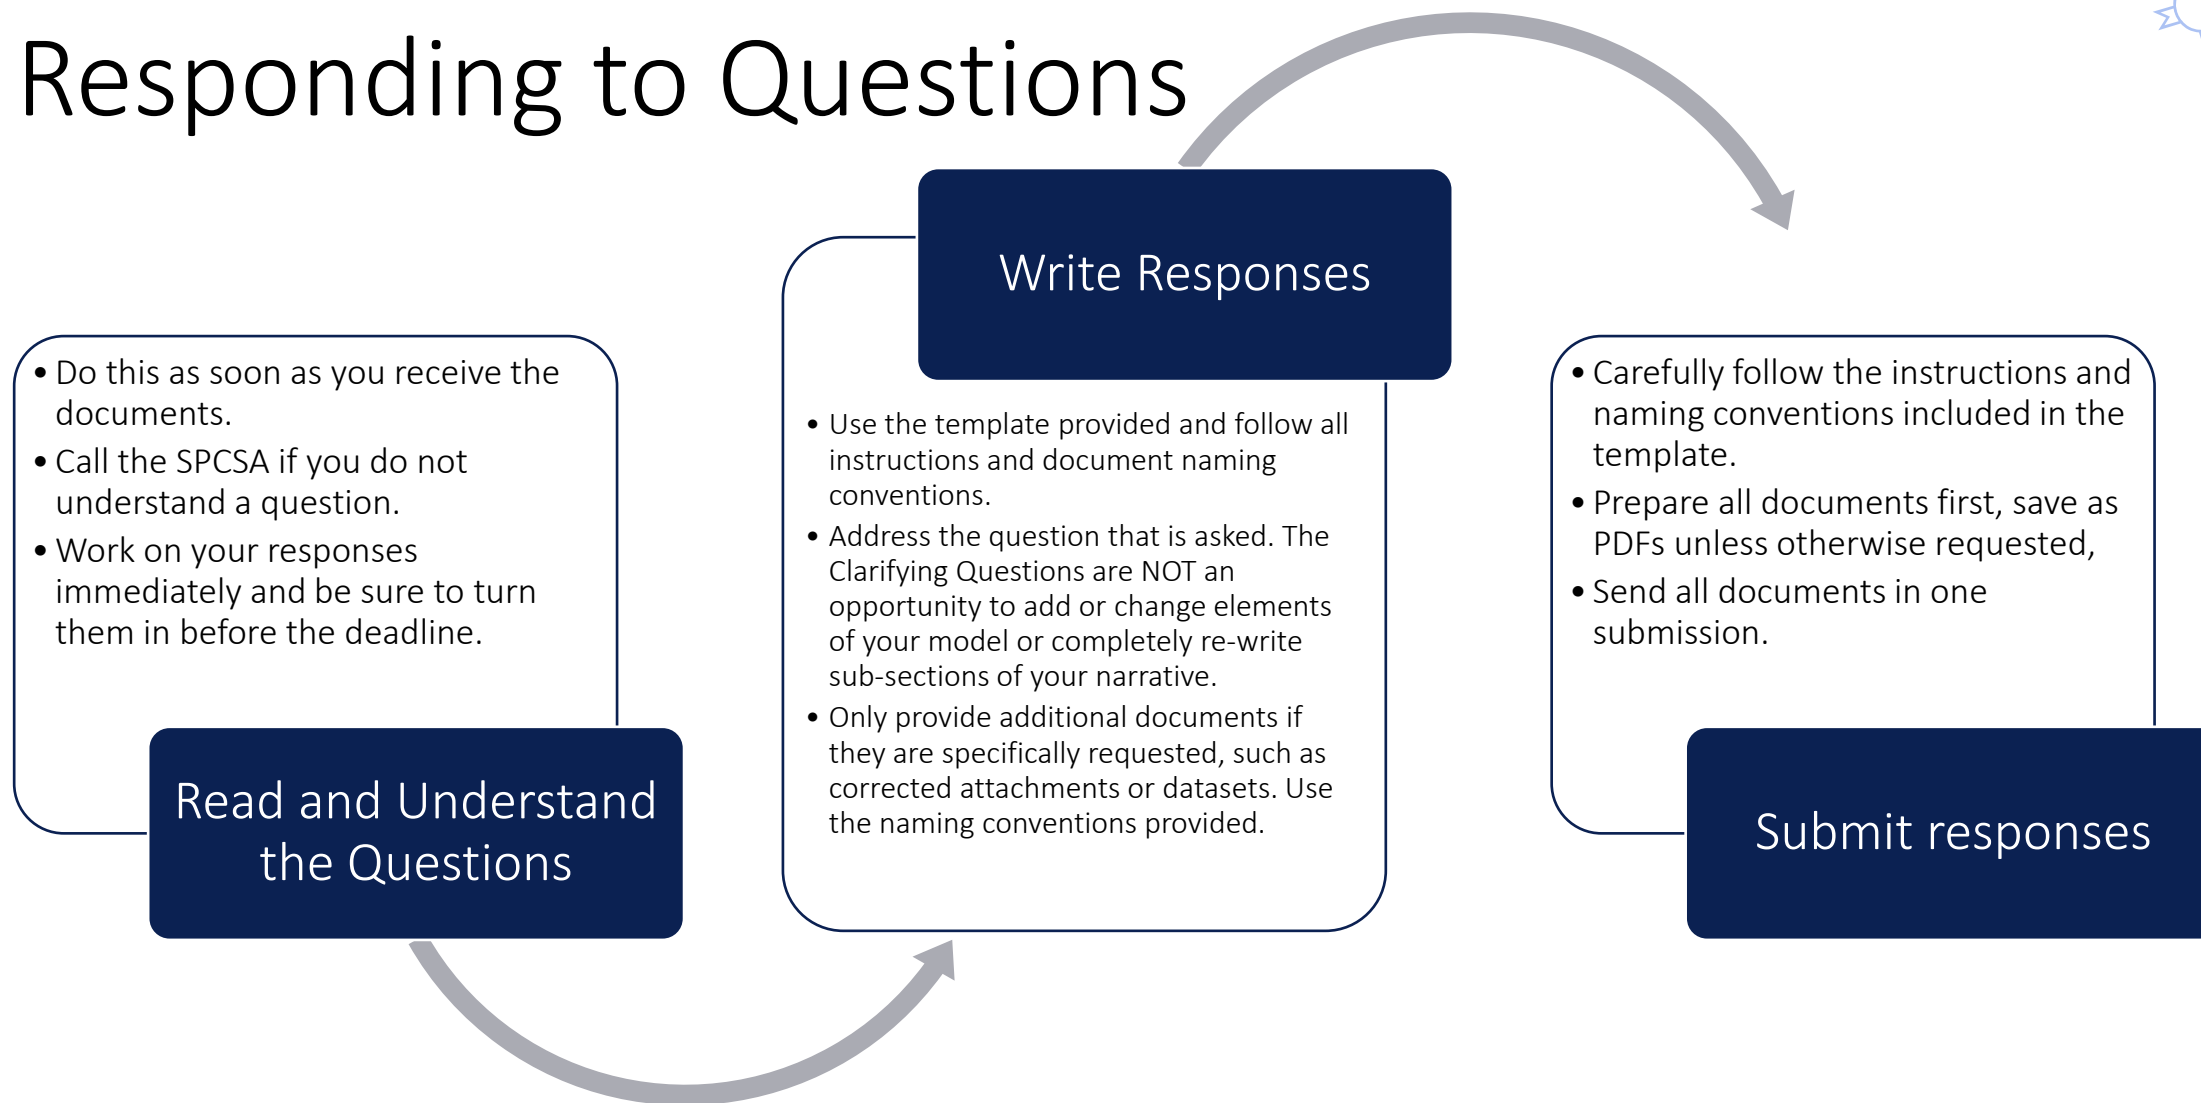 Responding to Questions
• Do this as soon as you receive the
documents.
• Call the SPCSA if you do not
understand a question.
• Work on your responses
immediately and be sure to turn
them in before the deadline.
Read and Understand
the Questions
Write Responses
• Use the template provided and follow all
instructions and document naming
conventions.
• Address the question that is asked. The
Clarifying Questions are NOT an
opportunity to add or change elements
of your model or completely re-write
sub-sections of your narrative.
• Only provide additional documents if
they are specifically requested, such as
corrected attachments or datasets. Use
the naming conventions provided.
• Carefully follow the instructions and
naming conventions included in the
template.
• Prepare all documents first, save as
PDFs unless otherwise requested,
• Send all documents in one
submission.
Submit responses